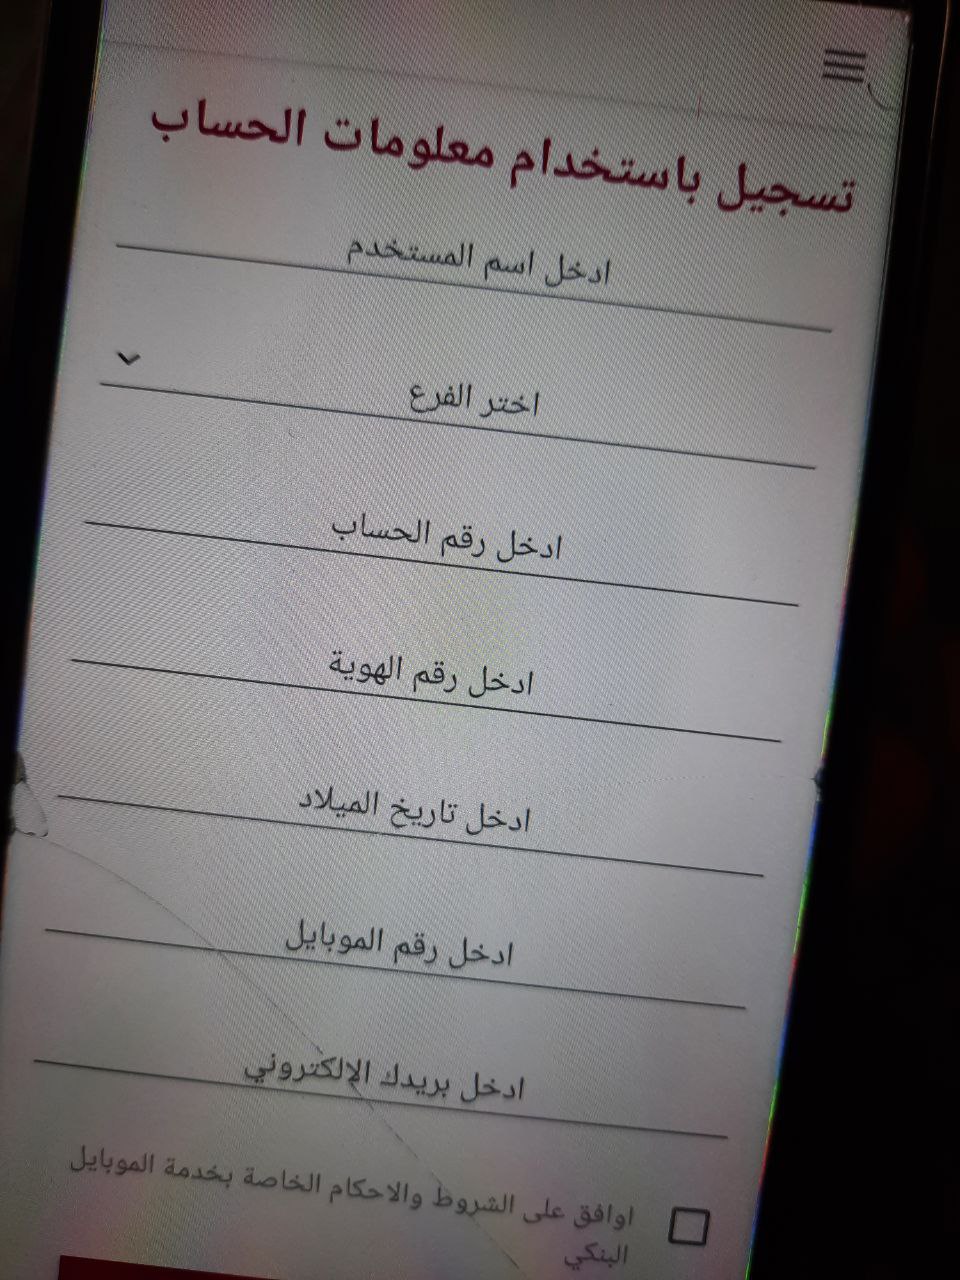 تسجيل باستخدام معلومات الحساب
ادخل اسم المستخدم
اختر الفرع
ادخل رقم الحساب
ادخل رقم الهوية
ادخل تاريخ الميلاد
ادخل رقم الموبايل
ادخل بريدك الإلكتروني
اوافق على الشروط والاحكام الخاصة بخدمة الموبايل
البنكي